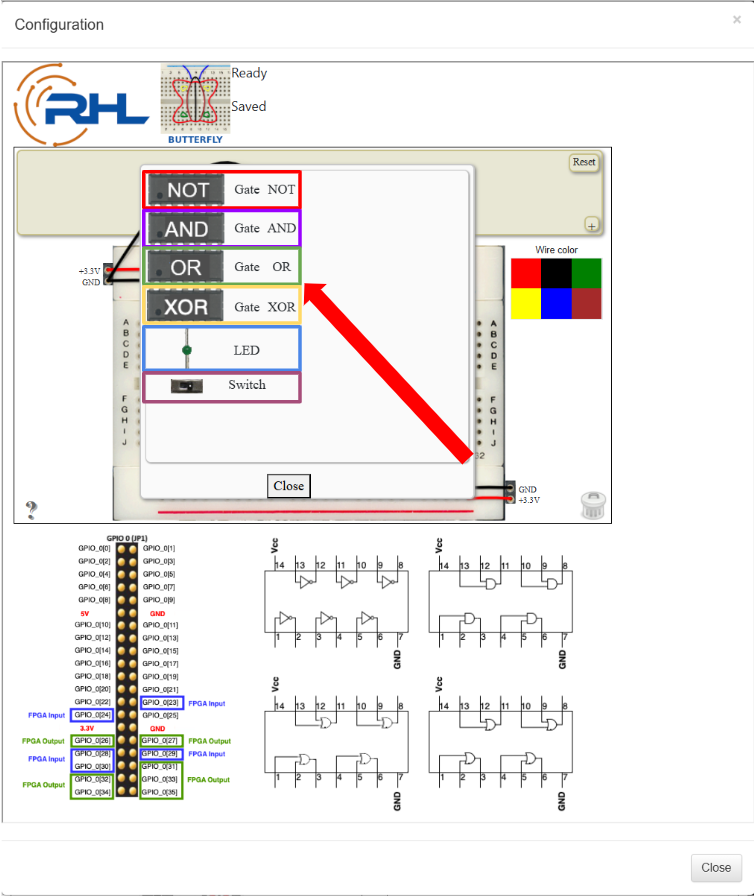 Configuration
×
RHL
Ready
Saved
BUTTERFLY
Reset
+
NOT Gate NOT
AND Gate AND
OR Gate OR
XOR Gate XOR
LED
Switch
Close
Wire color
+3.3V
GND
A
B
C
D
E
F
G
H
I
J
A
B
C
D
E
F
G
H
I
J
GND
+3.3V
?
GPIO 0 (JP1)
GPIO_0[0] GPIO_0[1]
GPIO_0[2] GPIO_0[3]
GPIO_0[4] GPIO_0[5]
GPIO_0[6] GPIO_0[7]
GPIO_0[8] GPIO_0[9]
5V GND
GPIO_0[10] GPIO_0[11]
GPIO_0[12] GPIO_0[13]
GPIO_0[14] GPIO_0[15]
GPIO_0[16] GPIO_0[17]
GPIO_0[18] GPIO_0[19]
GPIO_0[20] GPIO_0[21]
GPIO_0[22] GPIO_0[23] FPGA Input
FPGA Input GPIO_0[24] GPIO_0[25]
3.3V GND
FPGA Output GPIO_0[26] GPIO_0[27] FPGA Output
FPGA Input GPIO_0[28] GPIO_0[29] FPGA Input
GPIO_0[30] GPIO_0[31]
FPGA Output GPIO_0[32] GPIO_0[33] FPGA Output
GPIO_0[34] GPIO_0[35]
Vcc
14 13 12 11 10 9 8
1 2 3 4 5 6 7
GND
Vcc
14 13 12 11 10 9 8
1 2 3 4 5 6 7
GND
Vcc
14 13 12 11 10 9 8
1 2 3 4 5 6 7
GND
Vcc
14 13 12 11 10 9 8
1 2 3 4 5 6 7
GND
Close